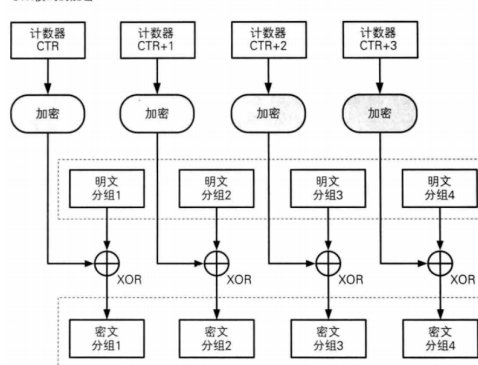 计数器 计数器 计数器 计数器
CTR CTR+1 CTR+2 CTR+3
加密 加密 加密 加密
明文 明文 明文 明文
分组1 分组2 分组3 分组4
XOR XOR XOR XOR
密文 密文 密文 密文
分组1 分组2 分组3 分组4